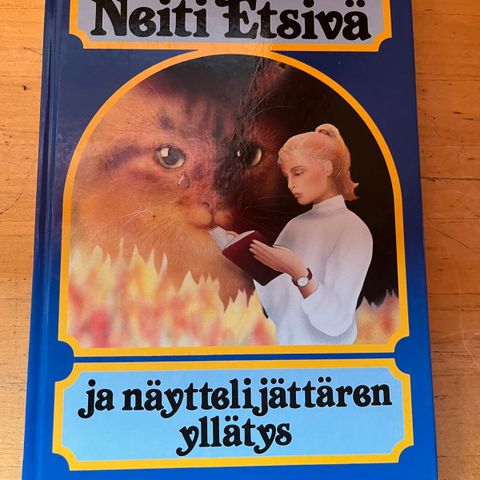 Neiti Etsivä
ja näyttelijättären
yllätys